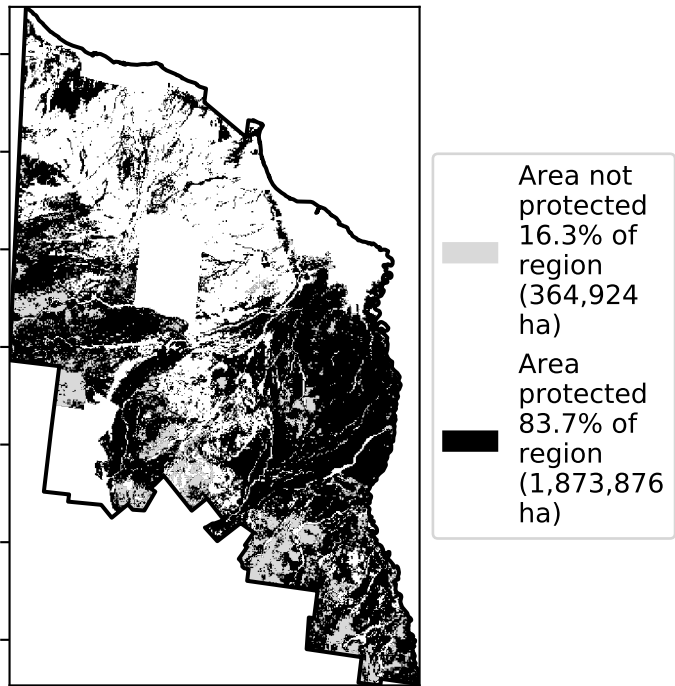 Area not
protected
16.3% of
region
(364,924
ha)
Area
protected
83.7% of
region
(1,873,876
ha)